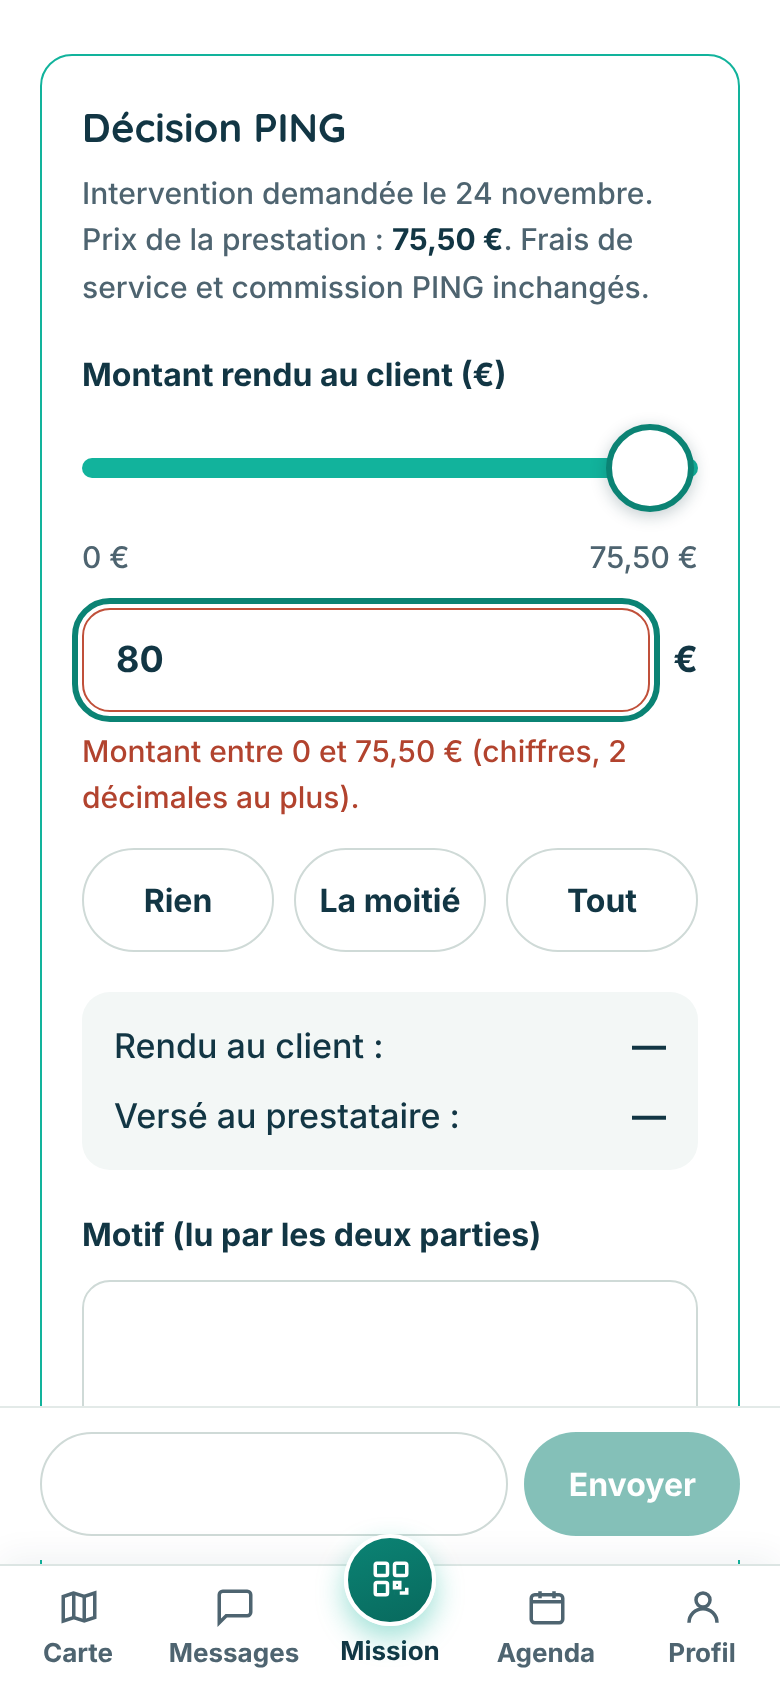 Décision PING
Intervention demandée le 24 novembre.
Prix de la prestation : 75,50 €. Frais de
service et commission PING inchangés.
Montant rendu au client (€)
0 €
75,50 €
80
€
Montant entre 0 et 75,50 € (chiffres, 2
décimales au plus).
Rien
La moitié
Tout
Rendu au client : —
Versé au prestataire : —
Motif (lu par les deux parties)
Envoyer
Carte
Messages
Mission
Agenda
Profil